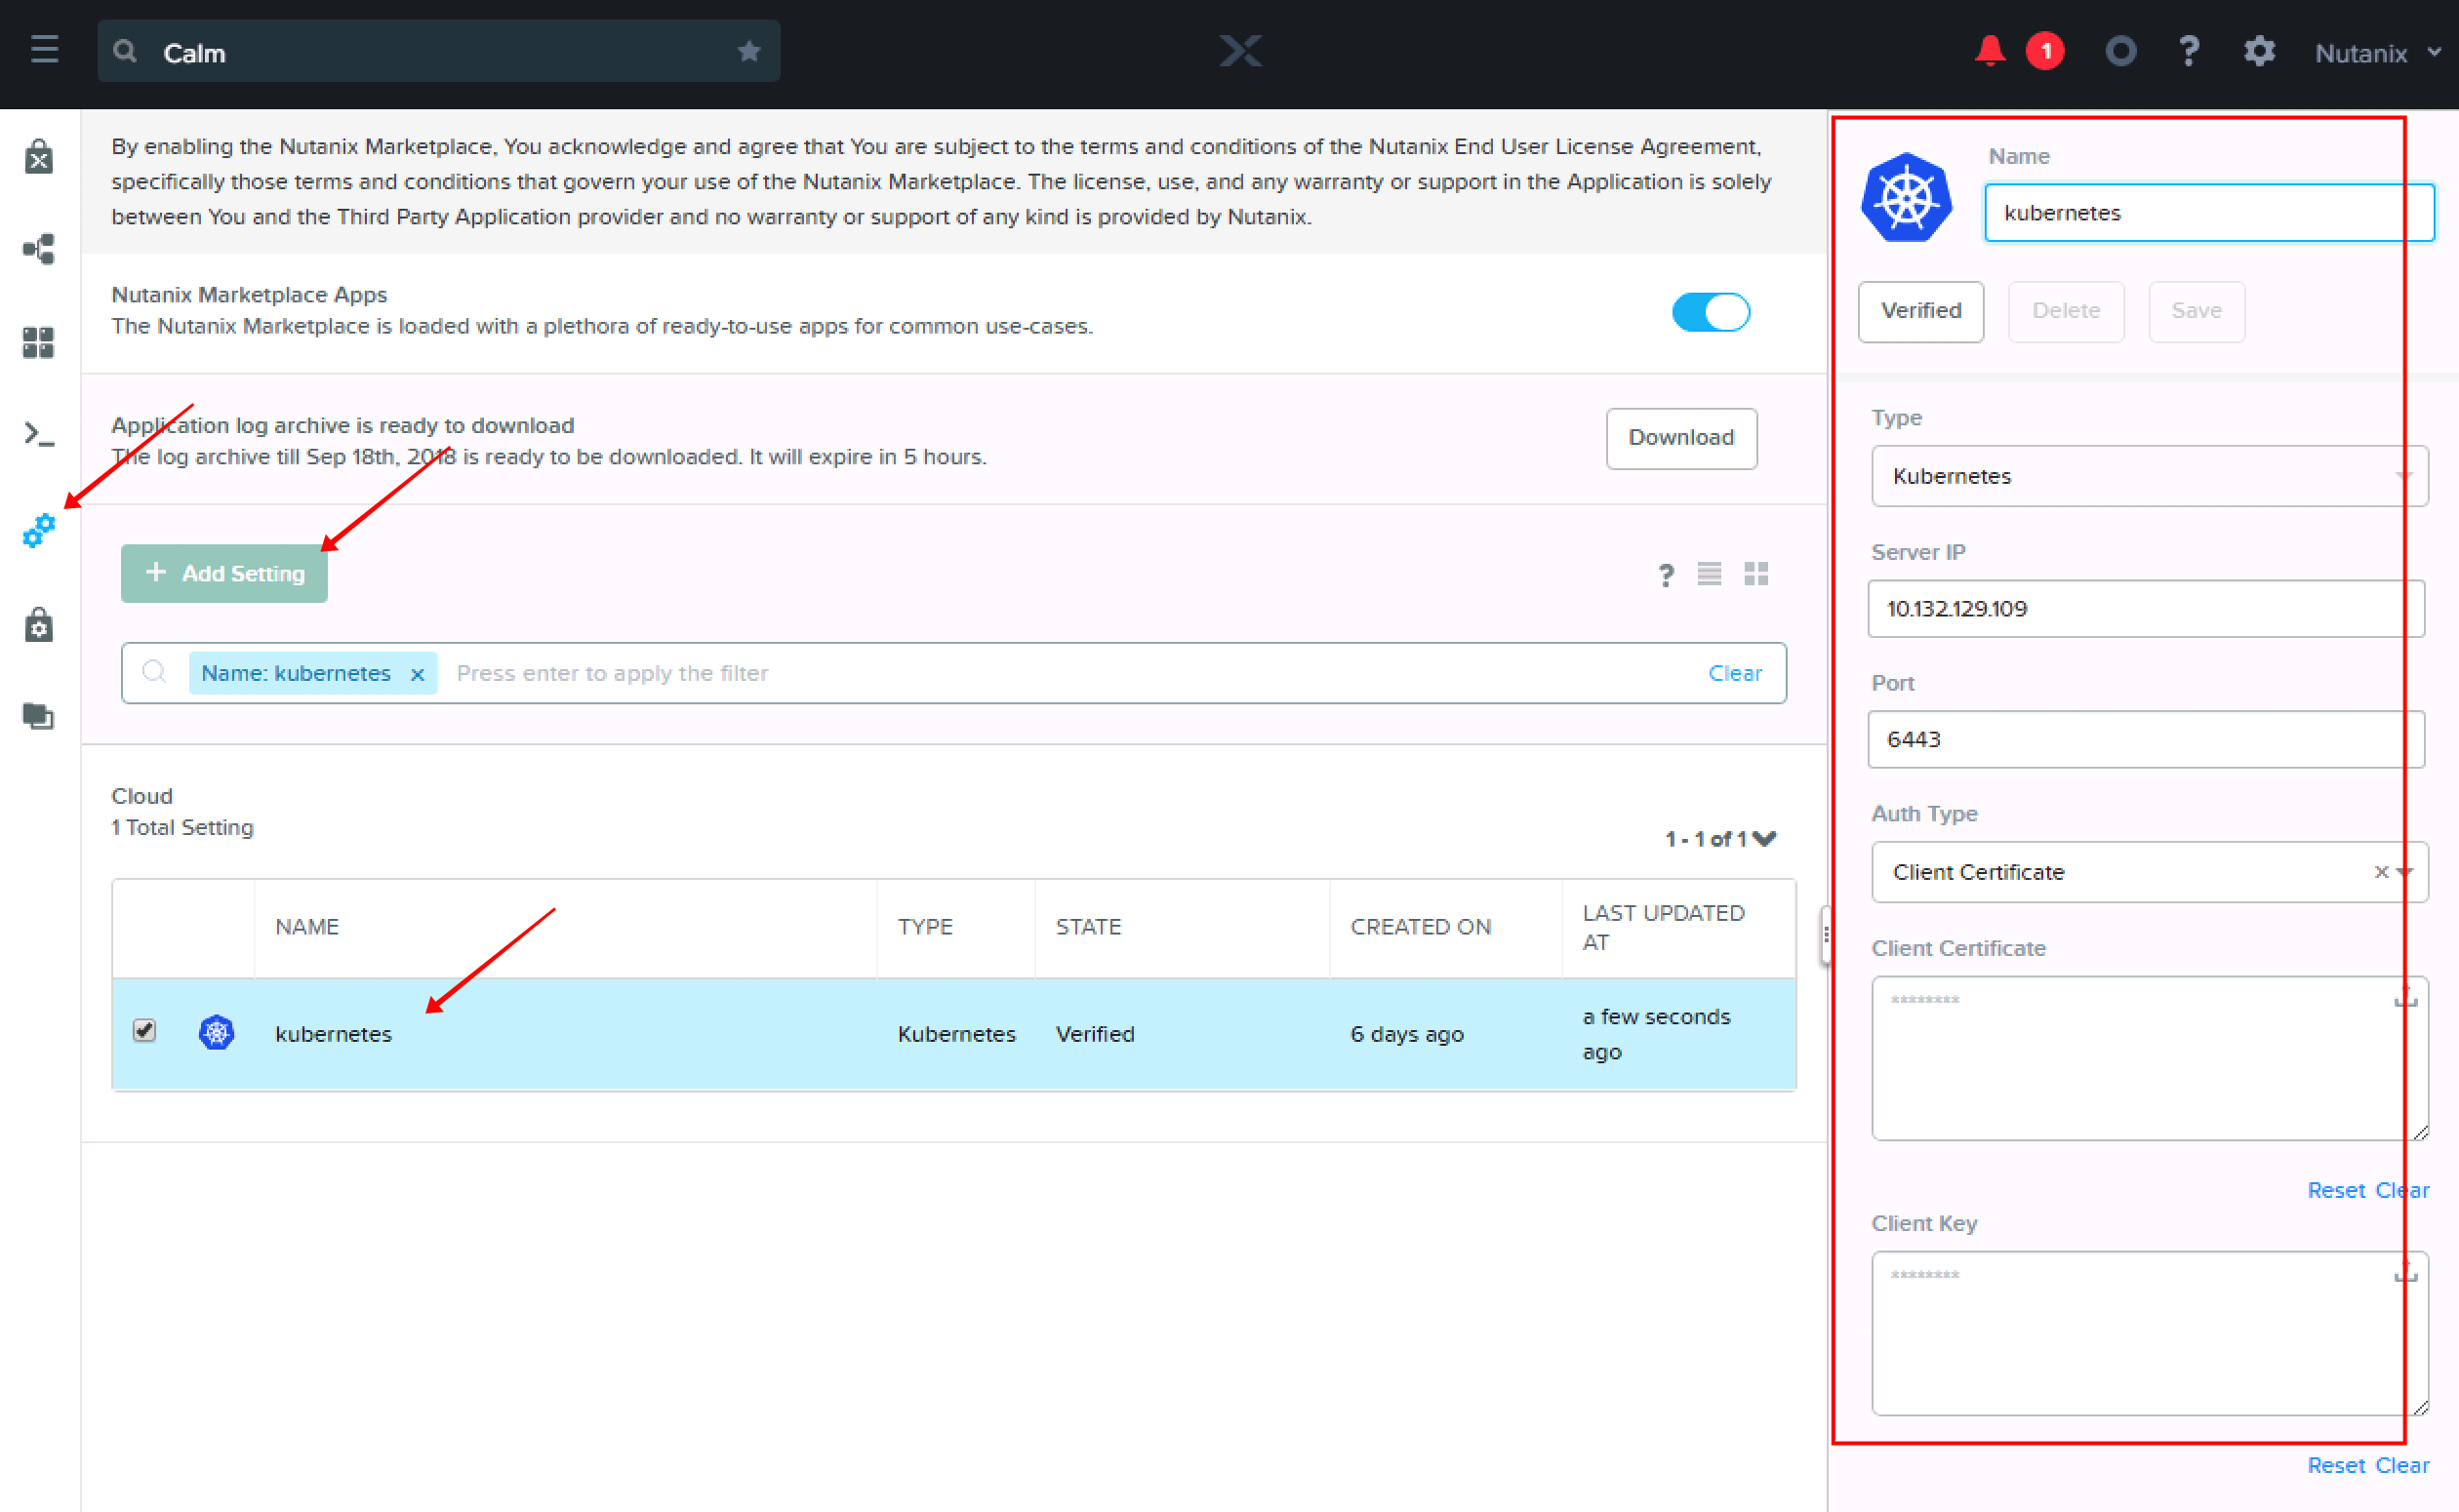 Calm
1
?
Nutanix
By enabling the Nutanix Marketplace, You acknowledge and agree that You are subject to the terms and conditions of the Nutanix End User License Agreement,
specifically those terms and conditions that govern your use of the Nutanix Marketplace. The license, use, and any warranty or support in the Application is solely
between You and the Third Party Application provider and no warranty or support of any kind is provided by Nutanix.
Nutanix Marketplace Apps
The Nutanix Marketplace is loaded with a plethora of ready-to-use apps for common use-cases.
Application log archive is ready to download
The log archive till Sep 18th, 2018 is ready to be downloaded. It will expire in 5 hours.
Download
+ Add Setting
?
Name: kubernetes x
Press enter to apply the filter
Clear
Cloud
1 Total Setting
1 - 1 of 1
NAME
TYPE
STATE
CREATED ON
LAST UPDATED
AT
kubernetes
Kubernetes
Verified
6 days ago
a few seconds
ago
Name
kubernetes
Verified
Delete
Save
Type
Kubernetes
Server IP
10.132.129.109
Port
6443
Auth Type
Client Certificate ×
Client Certificate
********
Reset Clear
Client Key
********
Reset Clear